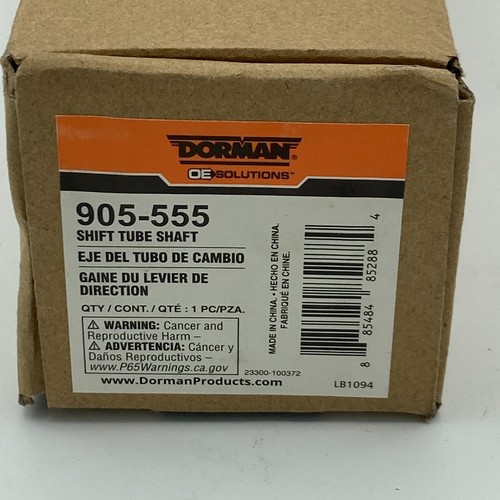 DORMAN®
OE SOLUTIONS™
905-555
SHIFT TUBE SHAFT
EJE DEL TUBO DE CAMBIO
GAINE DU LEVIER DE
DIRECTION
QTY / CONT. / QTÉ : 1 PC/PZA.
⚠ WARNING: Cancer and
Reproductive Harm –
⚠ ADVERTENCIA: Cáncer y
Daños Reproductivos –
www.P65Warnings.ca.gov
www.DormanProducts.com
MADE IN CHINA. • HECHO EN CHINA.
FABRIQUÉ EN CHINE.
23300-100372
8 85484 85288 4
LB1094